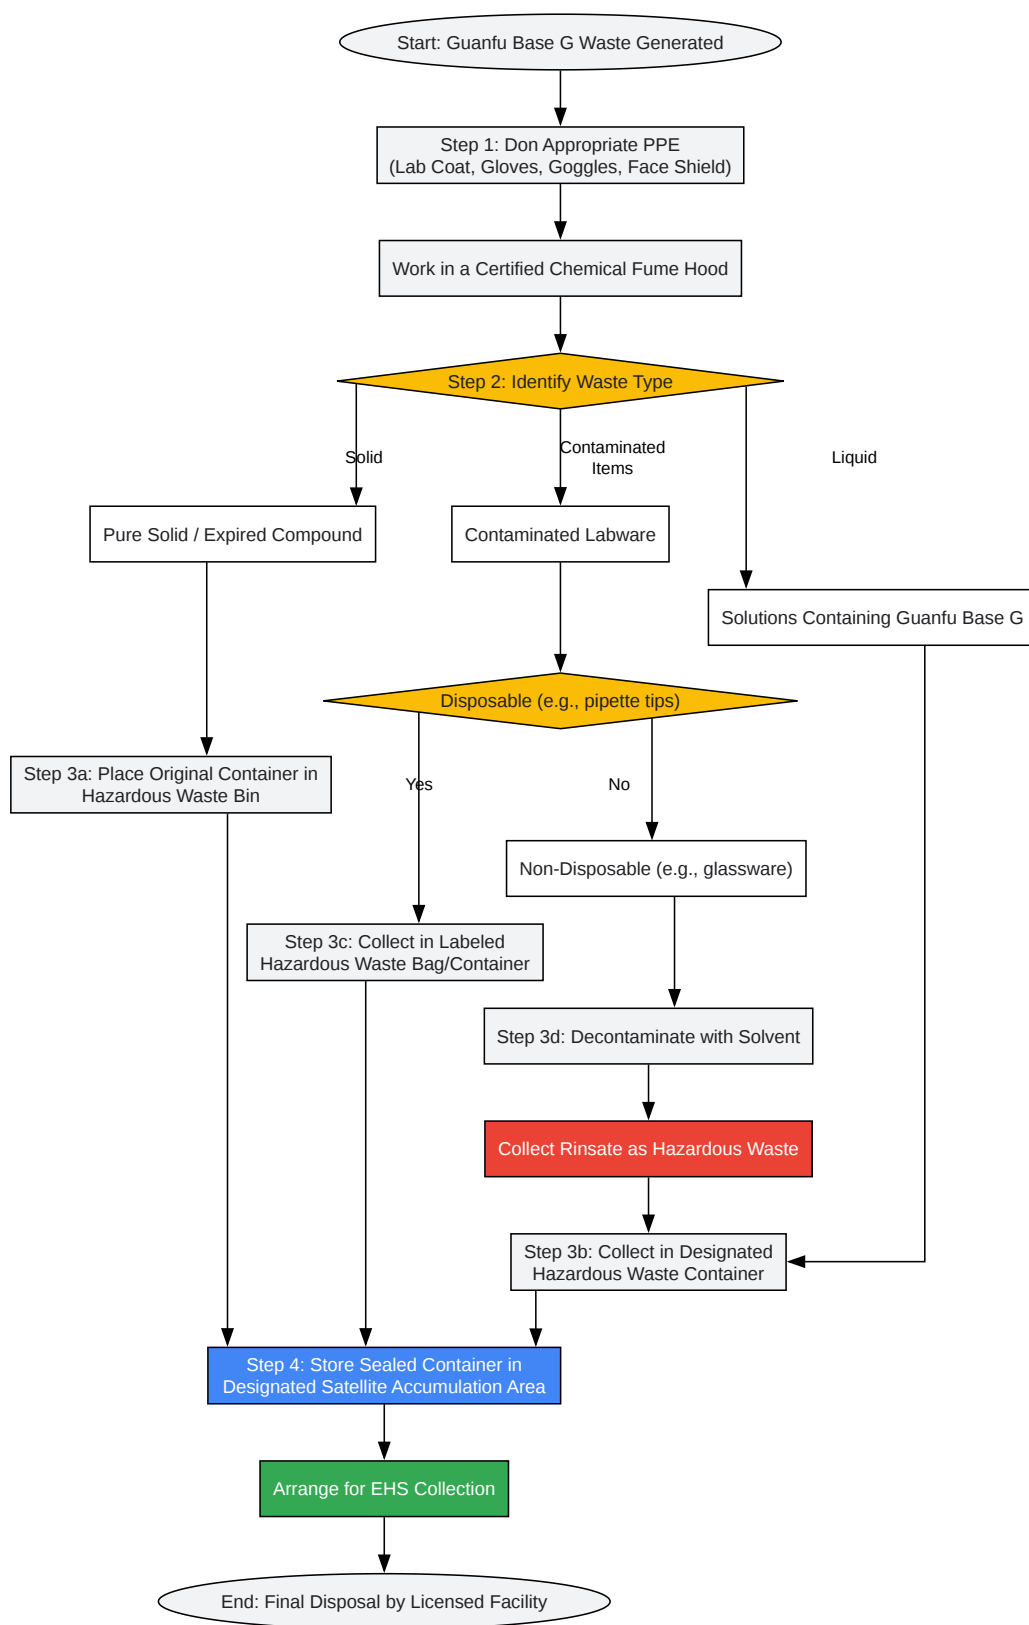 Start: Guanfu Base G Waste Generated
Step 1: Don Appropriate PPE
(Lab Coat, Gloves, Goggles, Face Shield)
Work in a Certified Chemical Fume Hood
Step 2: Identify Waste Type
Solid
Contaminated
Items
Liquid
Pure Solid / Expired Compound
Contaminated Labware
Solutions Containing Guanfu Base G
Disposable (e.g., pipette tips)
Step 3a: Place Original Container in
Hazardous Waste Bin
Yes
No
Non-Disposable (e.g., glassware)
Step 3c: Collect in Labeled
Hazardous Waste Bag/Container
Step 3d: Decontaminate with Solvent
Collect Rinsate as Hazardous Waste
Step 3b: Collect in Designated
Hazardous Waste Container
Step 4: Store Sealed Container in
Designated Satellite Accumulation Area
Arrange for EHS Collection
End: Final Disposal by Licensed Facility